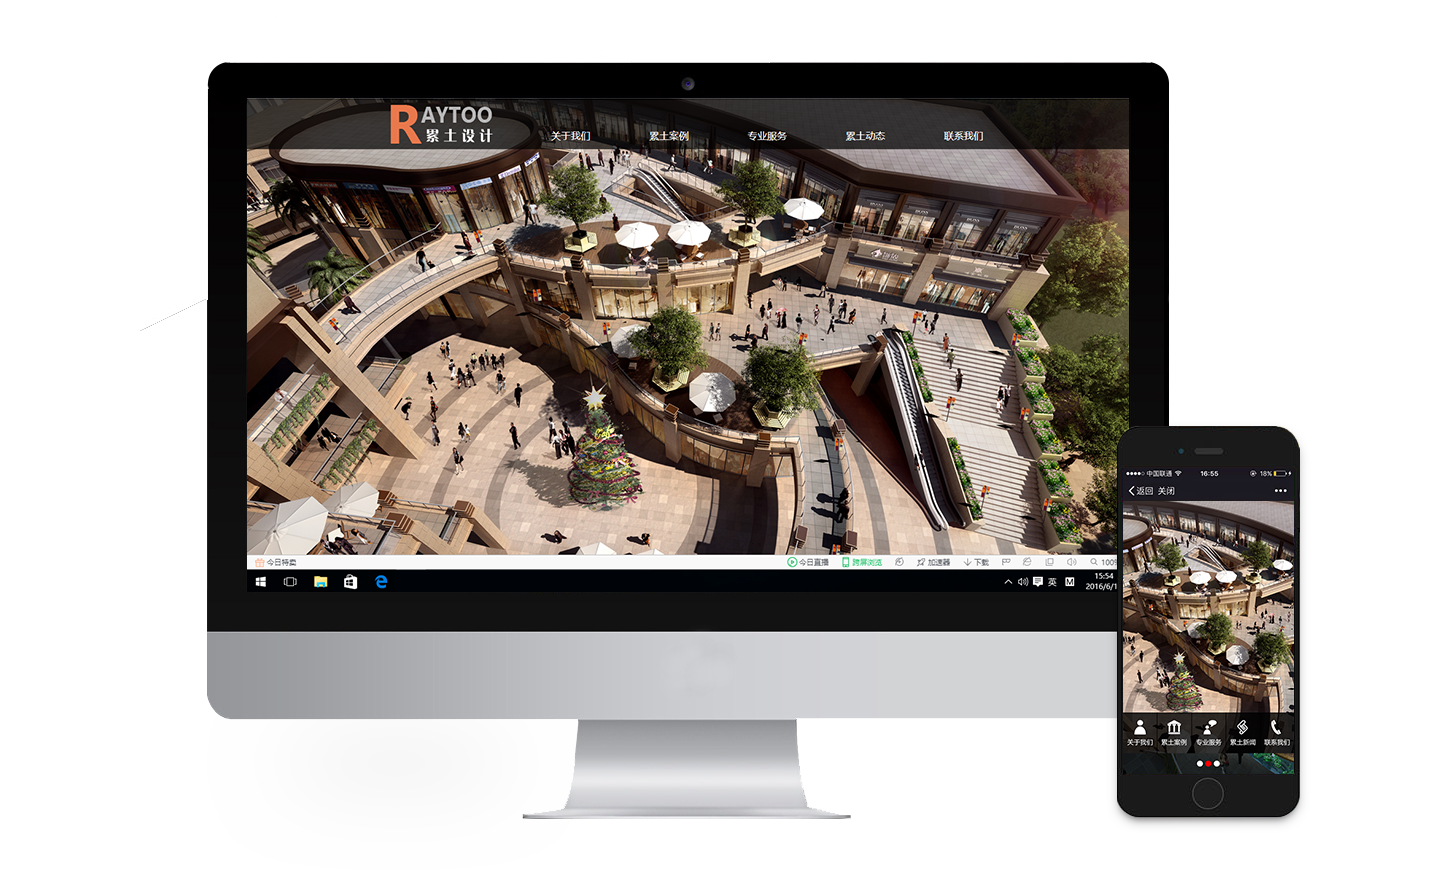 RAYTOO
累土设计
关于我们 累土案例 专业服务 累土动态 联系我们
BOSS BOSS BOSS
今日特卖 今日直播 跨屏浏览 加速器 下载 100%
英 M 15:54
2016/6/1
中国联通 16:55 18%
返回 关闭
关于我们 累土案例 专业服务 累土新闻 联系我们